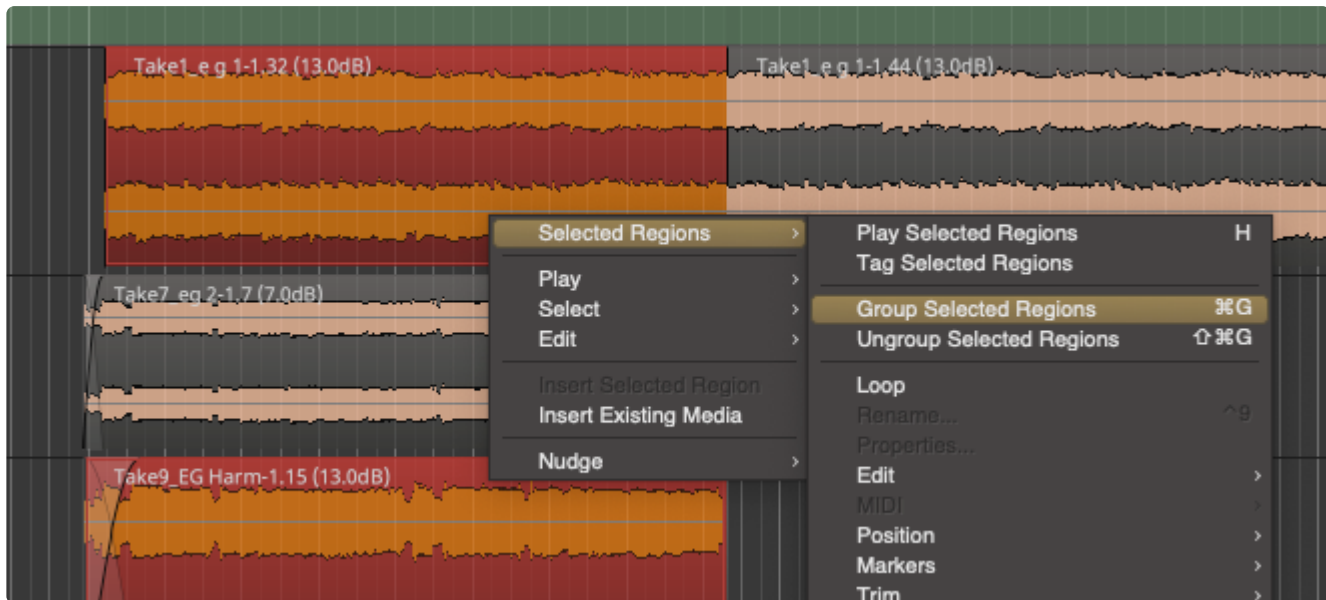 Take1_e g 1-1.32 (13.0dB)
Take1_e g 1-1.44 (13.0dB)
Take7_eg 2-1.7 (7.0dB)
Take9_EG Harm-1.15 (13.0dB)
Selected Regions ›
Play ›
Select ›
Edit ›
Insert Selected Region
Insert Existing Media
Nudge ›
Play Selected Regions H
Tag Selected Regions
Group Selected Regions ⌘G
Ungroup Selected Regions ⇧⌘G
Loop
Rename... ^9
Properties...
Edit ›
MIDI ›
Position ›
Markers ›
Trim ›